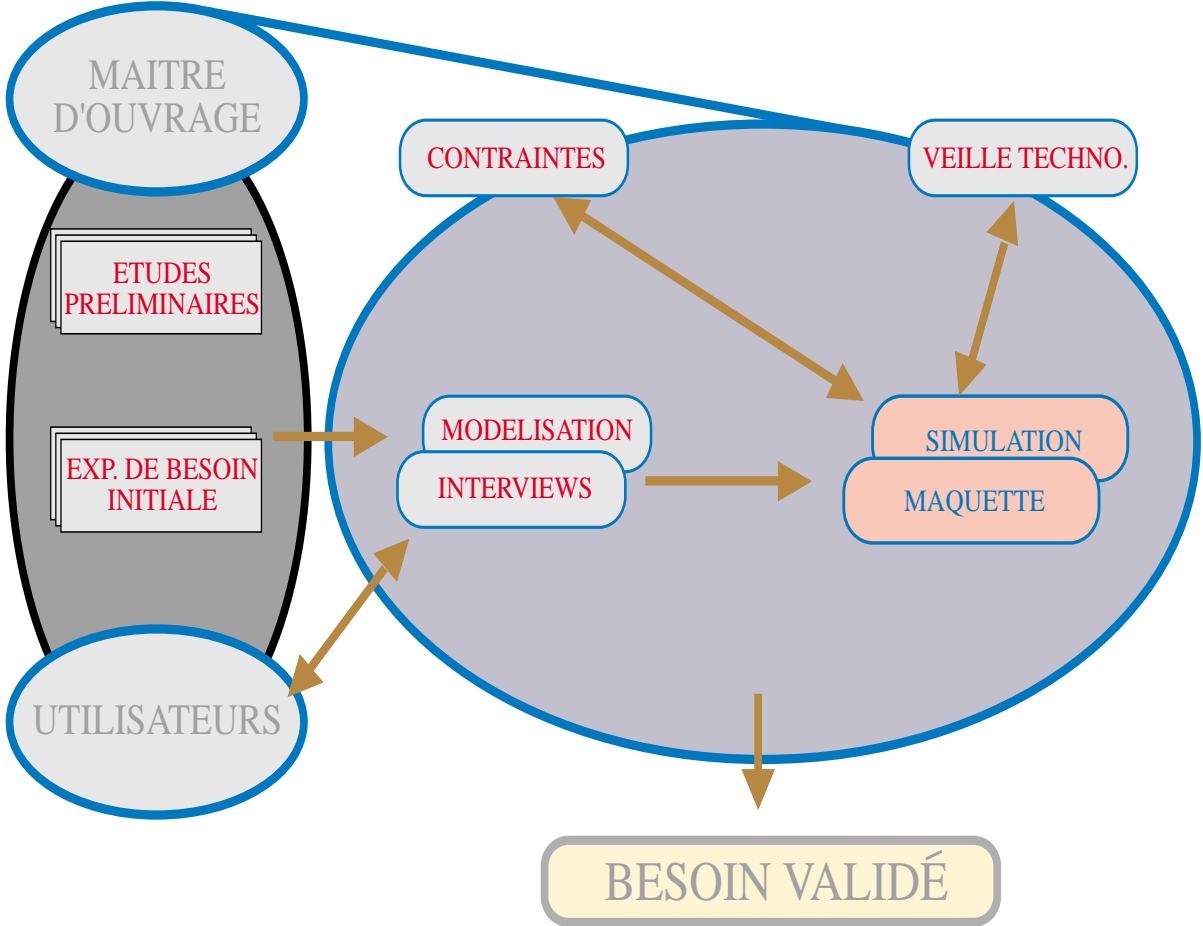 MAITRE
D'OUVRAGE
CONTRAINTES
VEILLE TECHNO.
ETUDES
PRELIMINAIRES
EXP. DE BESOIN
INITIALE
MODELISATION
INTERVIEWS
SIMULATION
MAQUETTE
UTILISATEURS
BESOIN VALIDÉ